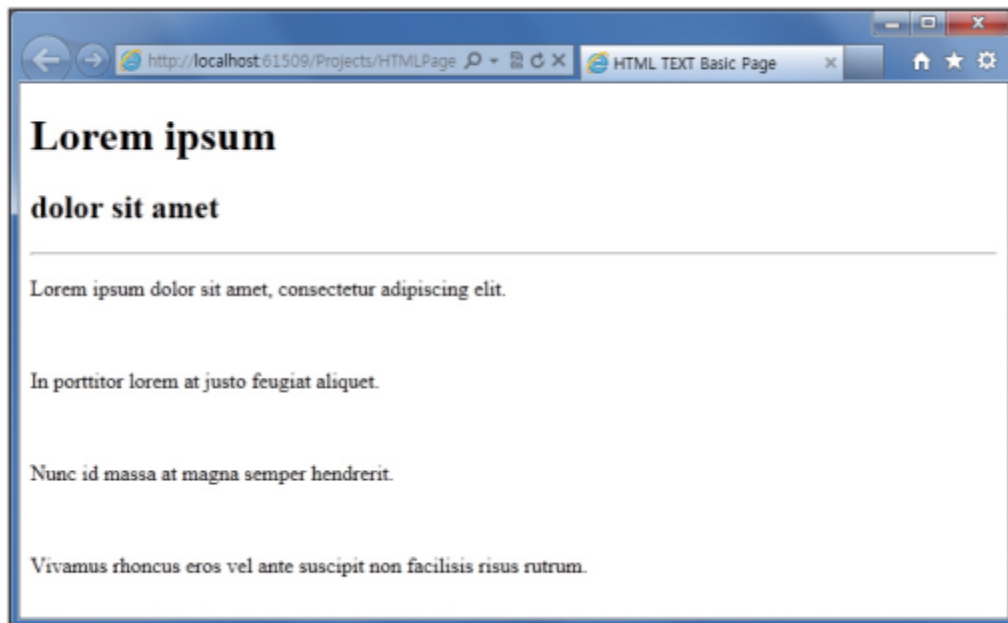 http://localhost:61509/Projects/HTMLPage
HTML TEXT Basic Page
Lorem ipsum
dolor sit amet
Lorem ipsum dolor sit amet, consectetur adipiscing elit.
In porttitor lorem at justo feugiat aliquet.
Nunc id massa at magna semper hendrerit.
Vivamus rhoncus eros vel ante suscipit non facilisis risus rutrum.